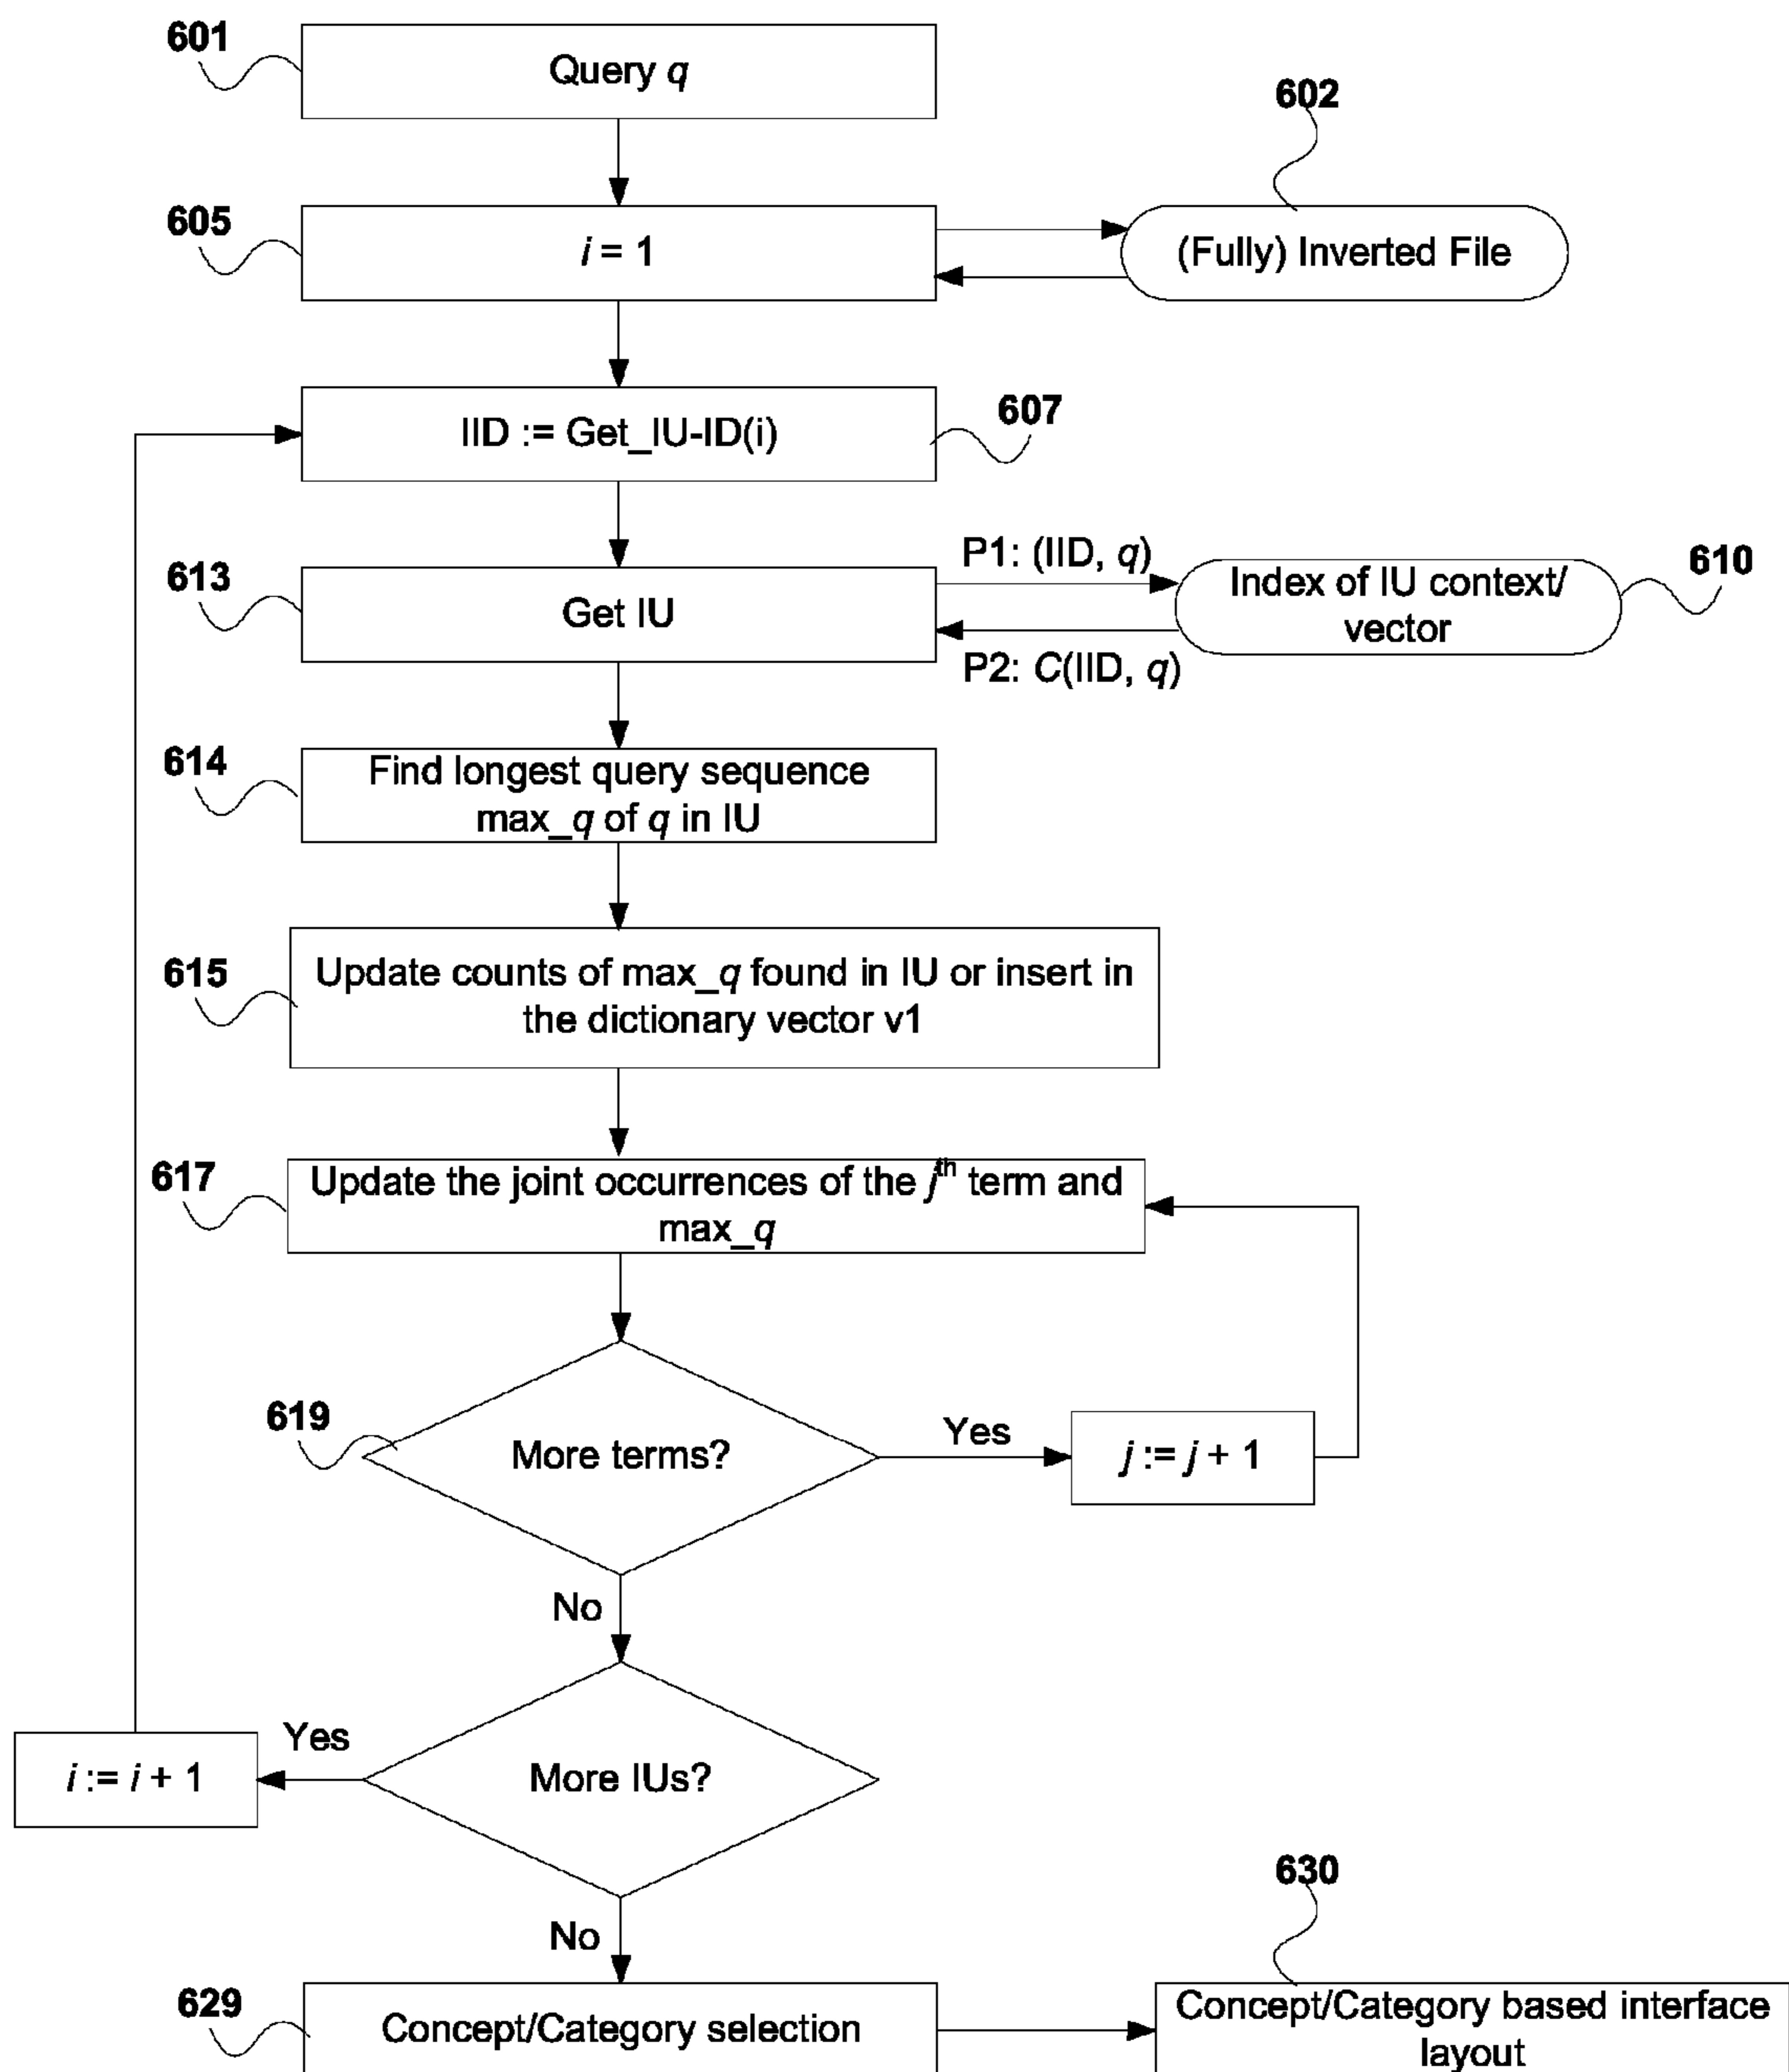 601
Query q
602
605
i = 1
(Fully) Inverted File
IID := Get_IU-ID(i)
607
613
Get IU
P1: (IID, q)
P2: C(IID, q)
Index of IU context/
vector
610
614
Find longest query sequence
max_q of q in IU
615
Update counts of max_q found in IU or insert in
the dictionary vector v1
617
Update the joint occurrences of the jth term and
max_q
619
More terms?
Yes
j := j + 1
No
i := i + 1
Yes
More IUs?
No
630
629
Concept/Category selection
Concept/Category based interface
layout